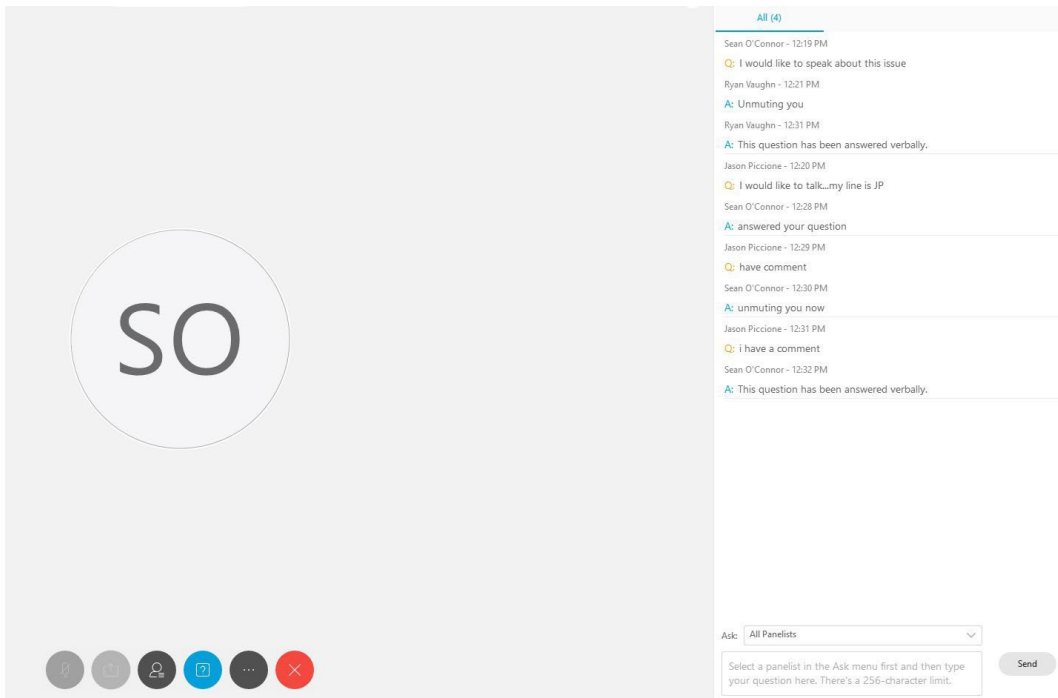 All (4)
Sean O'Connor - 12:19 PM
Q: I would like to speak about this issue
Ryan Vaughn - 12:21 PM
A: Unmuting you
Ryan Vaughn - 12:31 PM
A: This question has been answered verbally.
Jason Piccione - 12:20 PM
Q: I would like to talk...my line is JP
Sean O'Connor - 12:28 PM
A: answered your question
Jason Piccione - 12:29 PM
Q: have comment
Sean O'Connor - 12:30 PM
A: unmuting you now
Jason Piccione - 12:31 PM
Q: i have a comment
Sean O'Connor - 12:32 PM
A: This question has been answered verbally.
SO
Ask: All Panelists
Select a panelist in the Ask menu first and then type
your question here. There's a 256-character limit.
Send